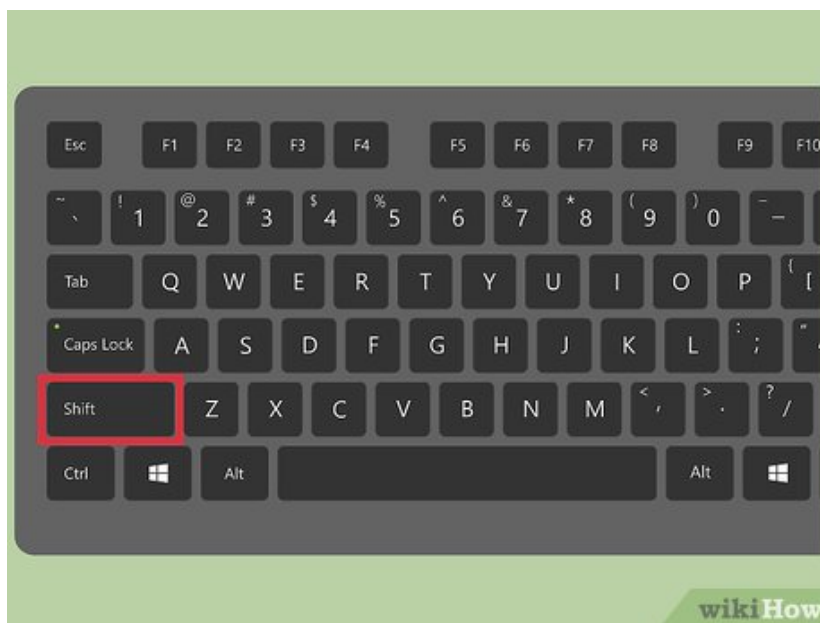 Esc F1 F2 F3 F4 F5 F6 F7 F8 F9 F10
~ ` ! 1 @ 2 # 3 $ 4 % 5 ^ 6 & 7 * 8 ( 9 ) 0 _ –
Tab Q W E R T Y U I O P { [
Caps Lock A S D F G H J K L : ; "
Shift Z X C V B N M < , > . ? /
Ctrl Alt Alt
wikiHow